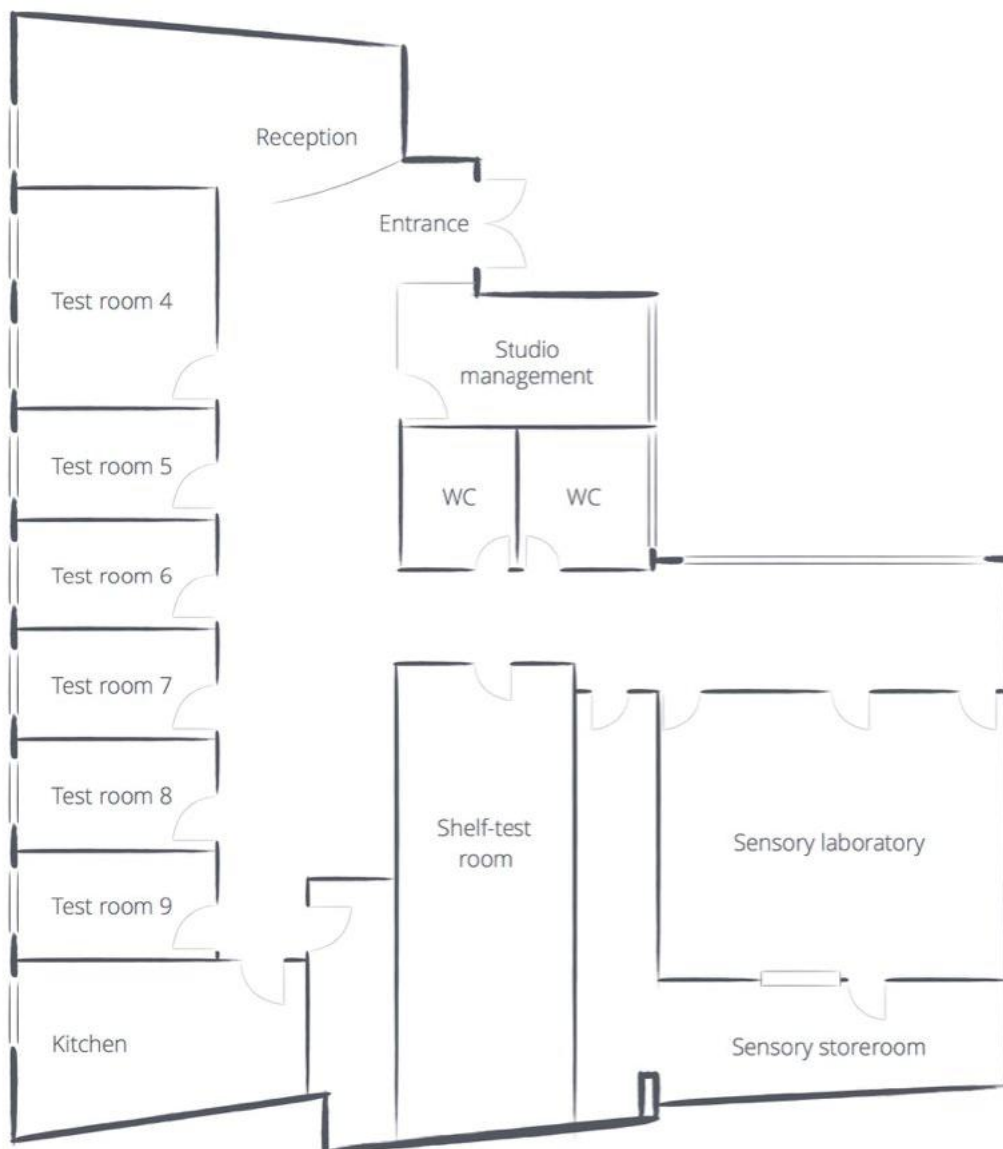 Reception
Entrance
Test room 4
Studio
management
Test room 5
WC
WC
Test room 6
Test room 7
Test room 8
Shelf-test
room
Sensory laboratory
Test room 9
Kitchen
Sensory storeroom